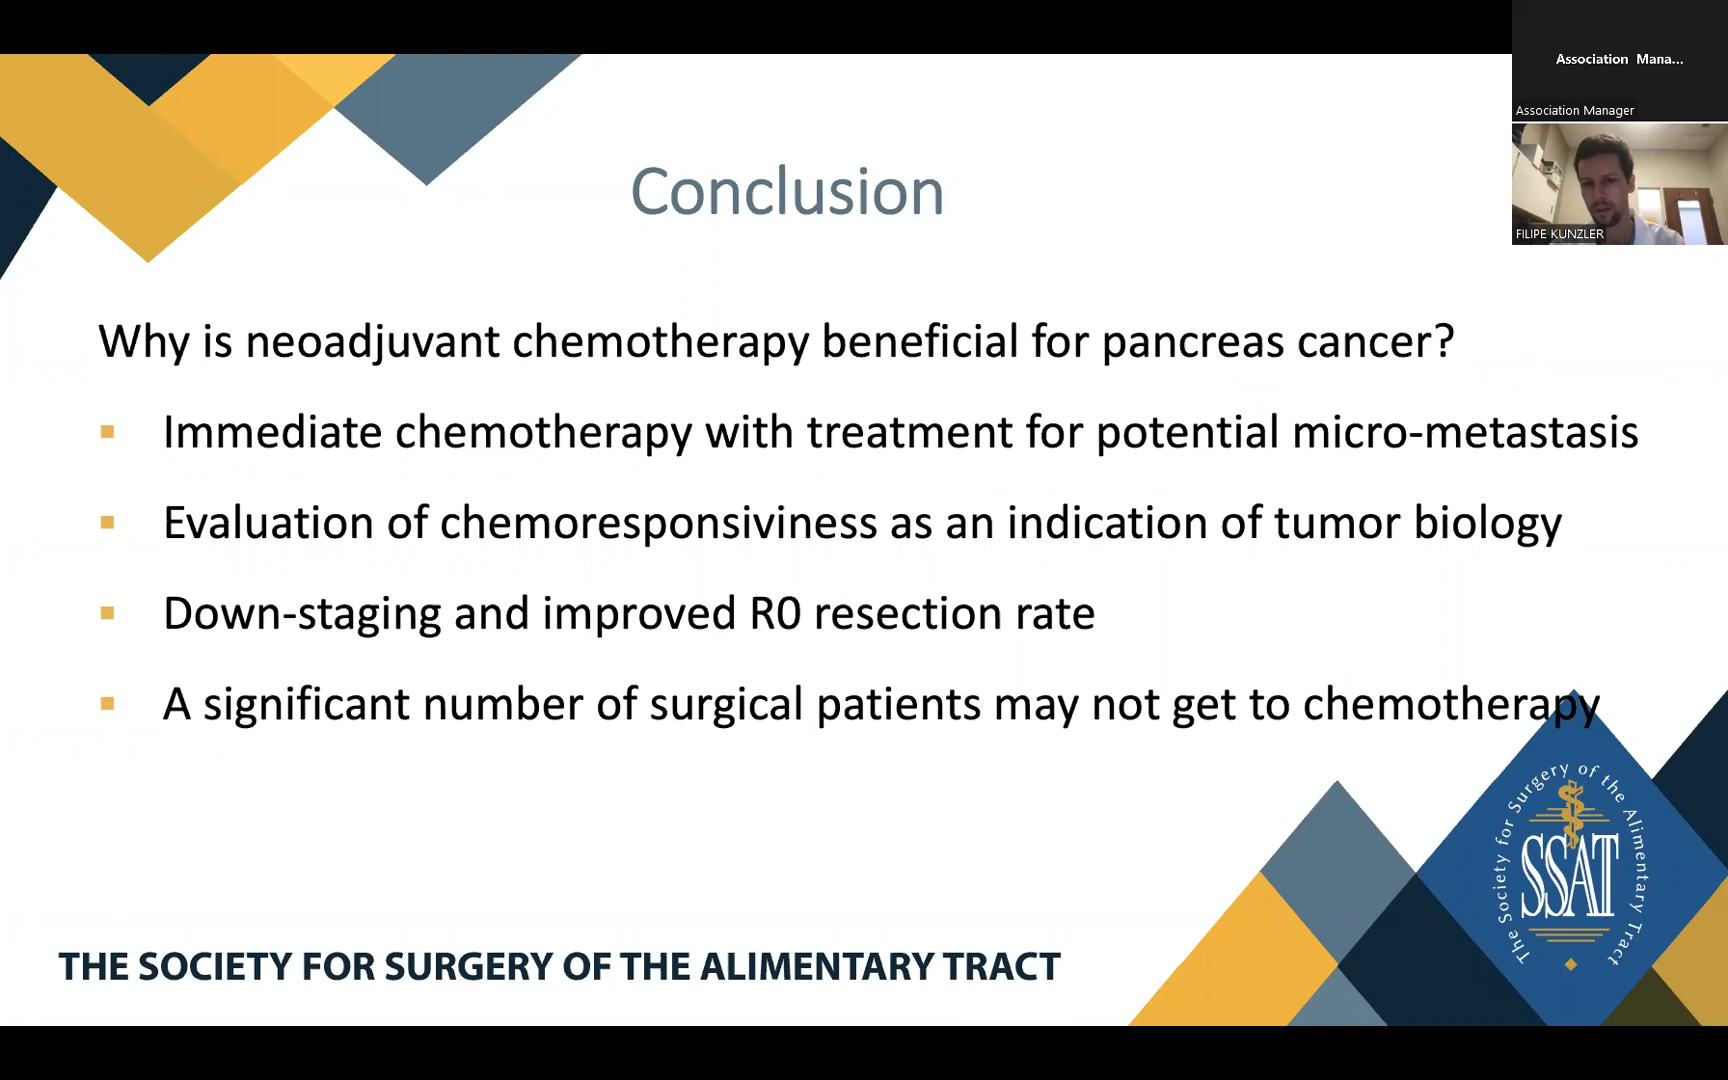 Association Mana...
Association Manager
FILIPE KUNZLER
Conclusion
Why is neoadjuvant chemotherapy beneficial for pancreas cancer?
▪ Immediate chemotherapy with treatment for potential micro-metastasis
▪ Evaluation of chemoresponsiviness as an indication of tumor biology
▪ Down-staging and improved R0 resection rate
▪ A significant number of surgical patients may not get to chemotherapy
The Society for Surgery of the Alimentary Tract
SSAT
THE SOCIETY FOR SURGERY OF THE ALIMENTARY TRACT